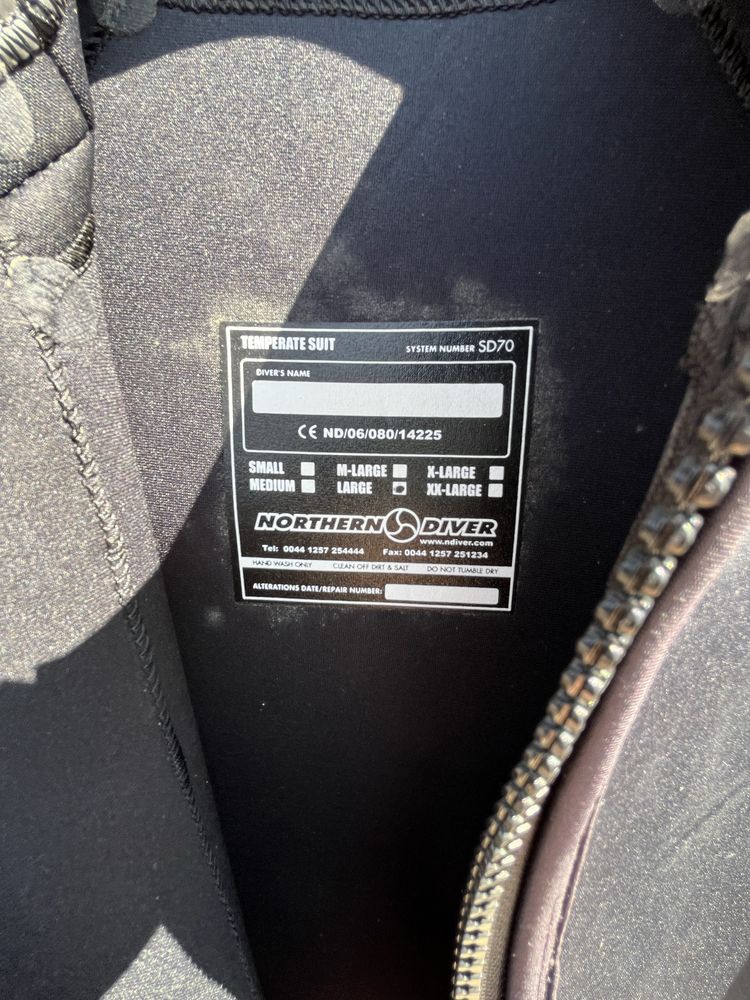 TEMPERATE SUIT SYSTEM NUMBER SD70
DIVER'S NAME
CE ND/06/080/14225
SMALL M-LARGE X-LARGE
MEDIUM LARGE XX-LARGE
NORTHERN DIVER
www.ndiver.com
Tel: 0044 1257 254444 Fax: 0044 1257 251234
HAND WASH ONLY CLEAN OFF DIRT & SALT DO NOT TUMBLE DRY
ALTERATIONS DATE/REPAIR NUMBER: